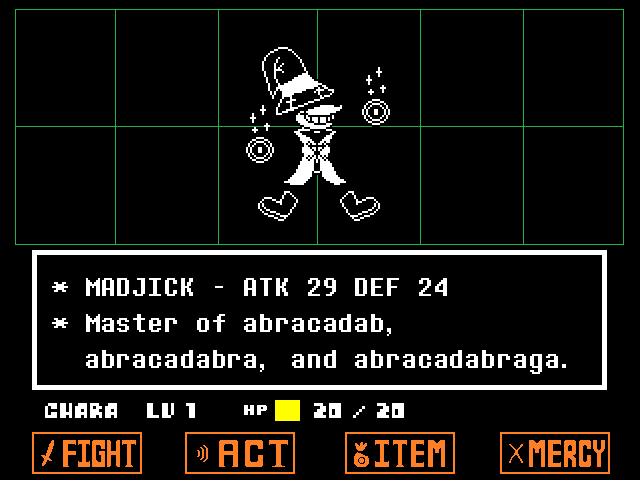 * MADJICK - ATK 29 DEF 24
* Master of abracadab,
abracadabra, and abracadabraga.
CHARA LV 1 HP 20 / 20
FIGHT ACT ITEM MERCY